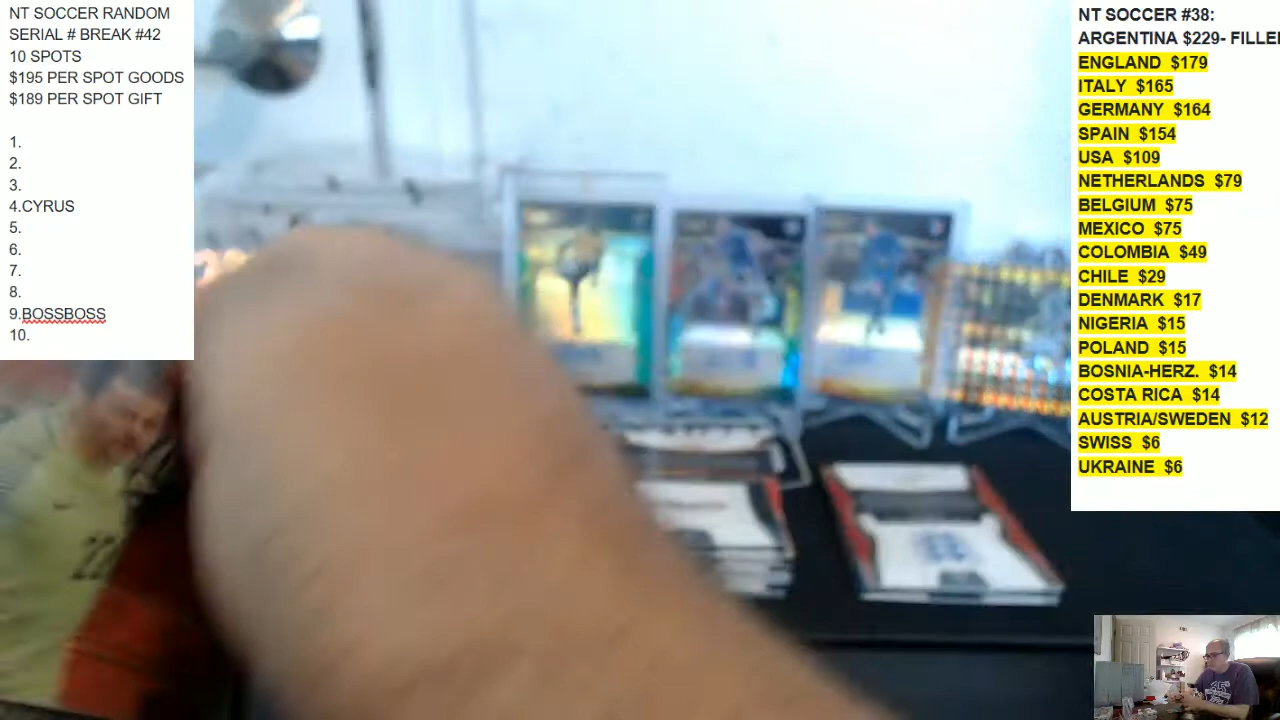 NT SOCCER RANDOM
SERIAL # BREAK #42
10 SPOTS
$195 PER SPOT GOODS
$189 PER SPOT GIFT
1.
2.
3.
4.CYRUS
5.
6.
7.
8.
9.BOSSBOSS
10.
NT SOCCER #38:
ARGENTINA $229- FILLE
ENGLAND $179
ITALY $165
GERMANY $164
SPAIN $154
USA $109
NETHERLANDS $79
BELGIUM $75
MEXICO $75
COLOMBIA $49
CHILE $29
DENMARK $17
NIGERIA $15
POLAND $15
BOSNIA-HERZ. $14
COSTA RICA $14
AUSTRIA/SWEDEN $12
SWISS $6
UKRAINE $6
22